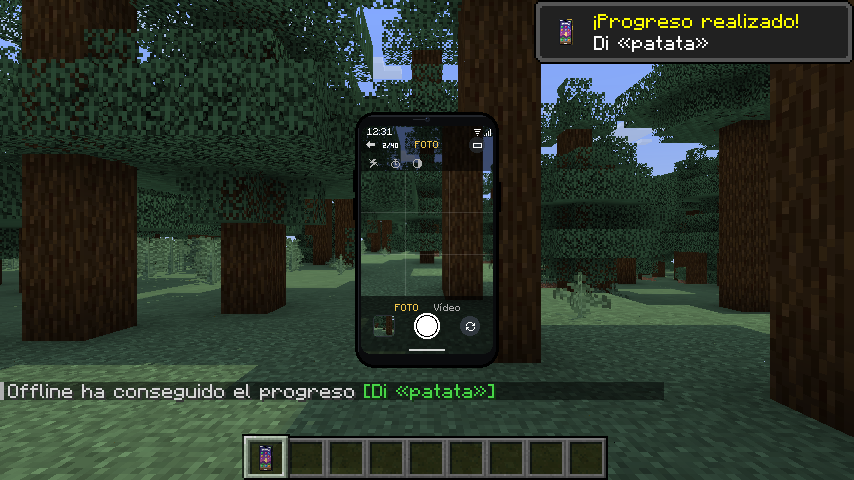 ¡Progreso realizado!
Di «patata»
12:31
2/40 FOTO
FOTO Vídeo
Offline ha conseguido el progreso [Di «patata»]